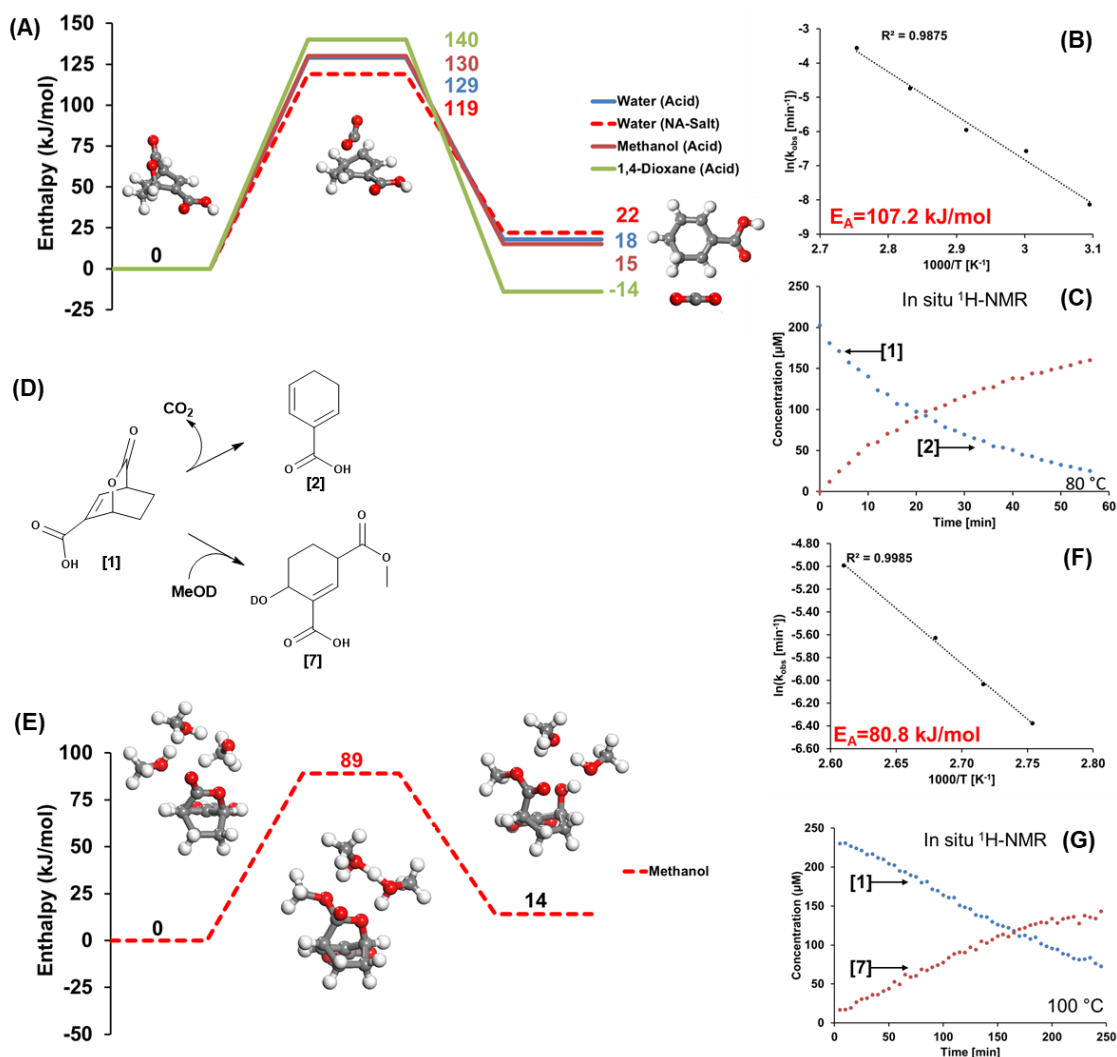 (A)
Enthalpy (kJ/mol)
150
125
100
75
50
25
0
-25
0
140
130
129
119
Water (Acid)
Water (NA-Salt)
Methanol (Acid)
1,4-Dioxane (Acid)
22
18
15
-14
(B)
R² = 0.9875
ln(kobs [min-1])
-3
-4
-5
-6
-7
-8
-9
EA=107.2 kJ/mol
2.7 2.8 2.9 3 3.1
1000/T [K-1]
(C)
In situ 1H-NMR
Concentration [µM]
250
200
150
100
50
0
[1]
[2]
80 °C
0 10 20 30 40 50 60
Time [min]
(D)
CO2
O
O
O
OH
[1]
O
OH
[2]
MeOD
O
O
DO
O
OH
[7]
(E)
Enthalpy (kJ/mol)
100
75
50
25
0
-25
-50
0
89
14
Methanol
(F)
R² = 0.9985
ln(kobs [min-1])
-4.80
-5.00
-5.20
-5.40
-5.60
-5.80
-6.00
-6.20
-6.40
-6.60
EA=80.8 kJ/mol
2.60 2.65 2.70 2.75 2.80
1000/T [K-1]
(G)
In situ 1H-NMR
Concentration (µM)
250
200
150
100
50
0
[1]
[7]
100 °C
0 50 100 150 200 250
Time [min]